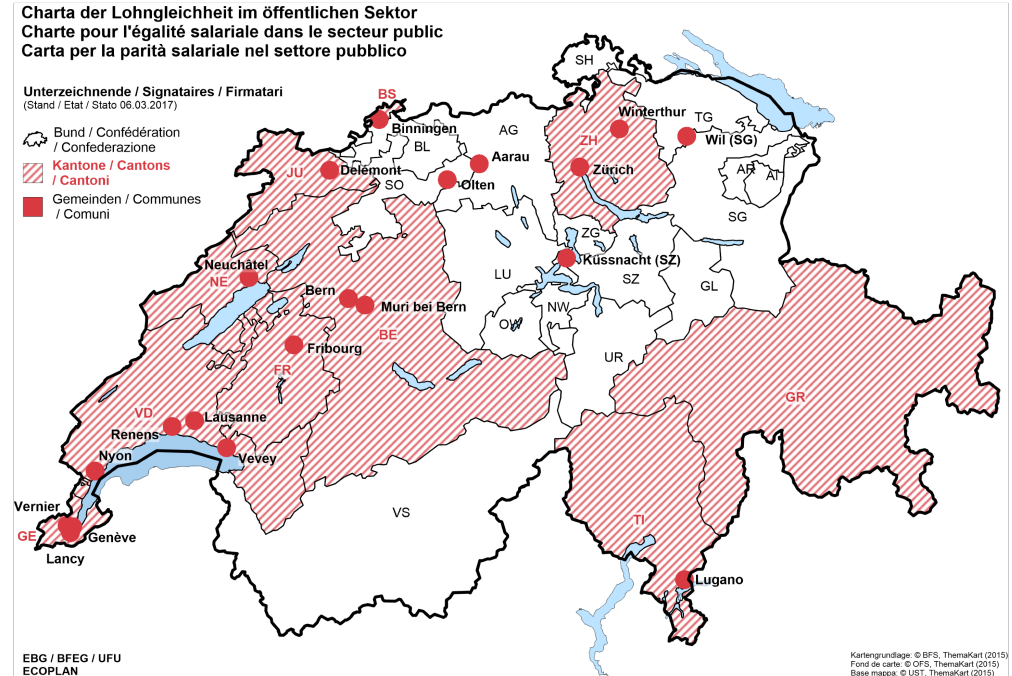 Charta der Lohngleichheit im öffentlichen Sektor
Charte pour l'égalité salariale dans le secteur public
Carta per la parità salariale nel settore pubblico
Unterzeichnende / Signataires / Firmatari
(Stand / Etat / Stato 06.03.2017)
Bund / Confédération
/ Confederazione
Kantone / Cantons
/ Cantoni
Gemeinden / Communes
/ Comuni
SH
BS
Binningen
BL
AG
Winterthur
TG
ZH
Wil (SG)
Aarau
JU
Delémont
SO
Olten
Zürich
AR
AI
SG
ZG
Neuchâtel
NE
Küssnacht (SZ)
LU
SZ
GL
Bern
Muri bei Bern
NW
OW
BE
Fribourg
UR
FR
GR
VD
Lausanne
Renens
Nyon
Vevey
Vernier
VS
TI
GE
Genève
Lancy
Lugano
EBG / BFEG / UFU
ECOPLAN
Kartengrundlage: © BFS, ThemaKart (2015)
Fond de carte: © OFS, ThemaKart (2015)
Base mappa: © UST, ThemaKart (2015)